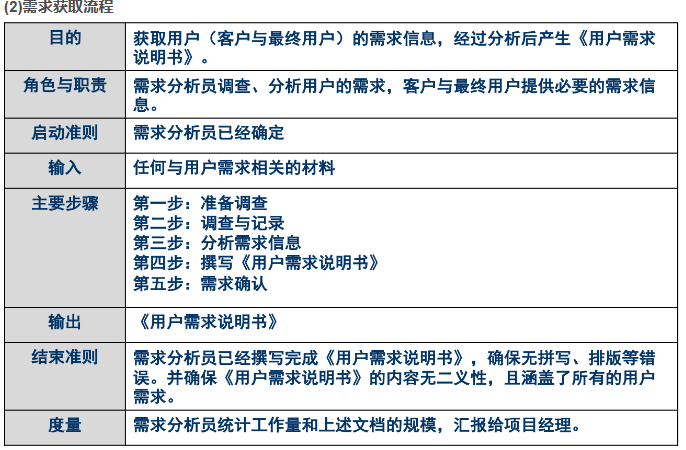 (2)需求获取流程
目的
获取用户（客户与最终用户）的需求信息，经过分析后产生《用户需求
说明书》。
角色与职责
需求分析员调查、分析用户的需求，客户与最终用户提供必要的需求信
息。
启动准则
需求分析员已经确定
输入
任何与用户需求相关的材料
主要步骤
第一步：准备调查
第二步：调查与记录
第三步：分析需求信息
第四步：撰写《用户需求说明书》
第五步：需求确认
输出
《用户需求说明书》
结束准则
需求分析员已经撰写完成《用户需求说明书》，确保无拼写、排版等错
误。并确保《用户需求说明书》的内容无二义性，且涵盖了所有的用户
需求。
度量
需求分析员统计工作量和上述文档的规模，汇报给项目经理。